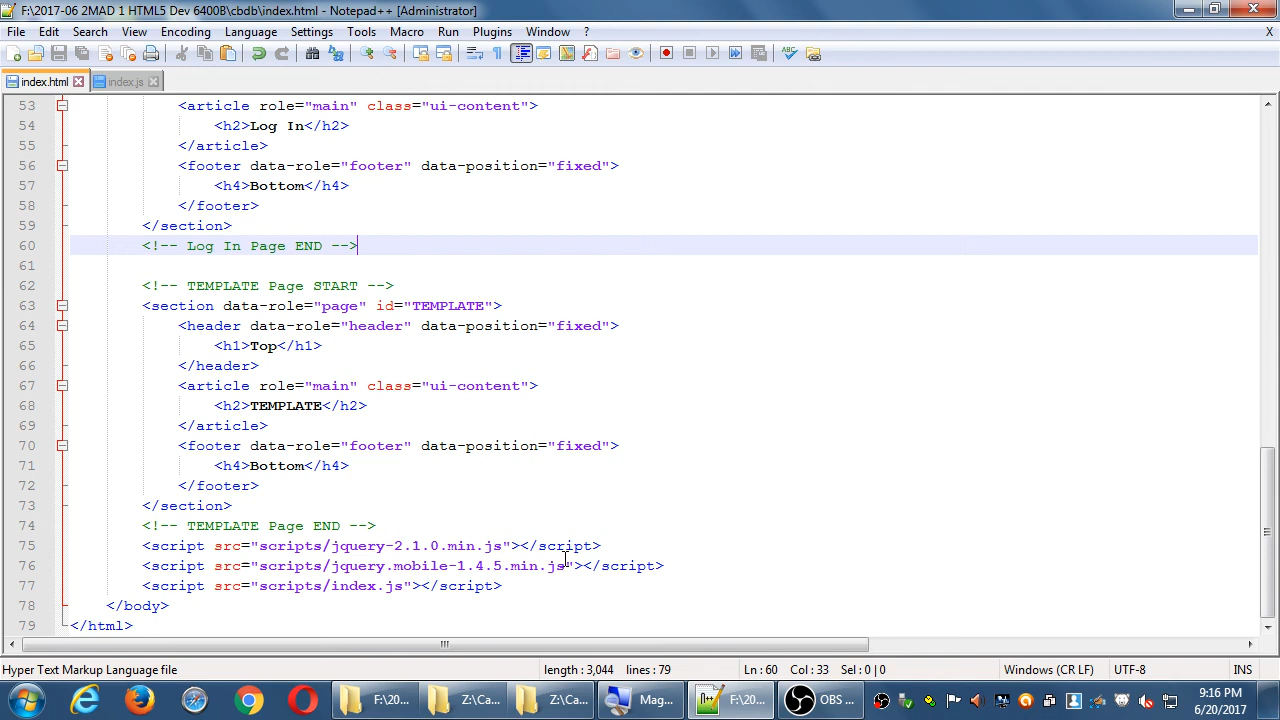 F:\2017-06 2MAD 1 HTML5 Dev 6400B\cbdb\index.html - Notepad++ [Administrator]
File Edit Search View Encoding Language Settings Tools Macro Run Plugins Window ? X
index.html index.js
53 <article role="main" class="ui-content">
54 <h2>Log In</h2>
55 </article>
56 <footer data-role="footer" data-position="fixed">
57 <h4>Bottom</h4>
58 </footer>
59 </section>
60 <!-- Log In Page END -->
61
62 <!-- TEMPLATE Page START -->
63 <section data-role="page" id="TEMPLATE">
64 <header data-role="header" data-position="fixed">
65 <h1>Top</h1>
66 </header>
67 <article role="main" class="ui-content">
68 <h2>TEMPLATE</h2>
69 </article>
70 <footer data-role="footer" data-position="fixed">
71 <h4>Bottom</h4>
72 </footer>
73 </section>
74 <!-- TEMPLATE Page END -->
75 <script src="scripts/jquery-2.1.0.min.js"></script>
76 <script src="scripts/jquery.mobile-1.4.5.min.js"></script>
77 <script src="scripts/index.js"></script>
78 </body>
79 </html>
Hyper Text Markup Language file length : 3,044 lines : 79 Ln : 60 Col : 33 Sel : 0 | 0 Windows (CR LF) UTF-8 INS
F:\20... Z:\Ca... Z:\Ca... Mag... F:\20... OBS ... 9:16 PM
6/20/2017